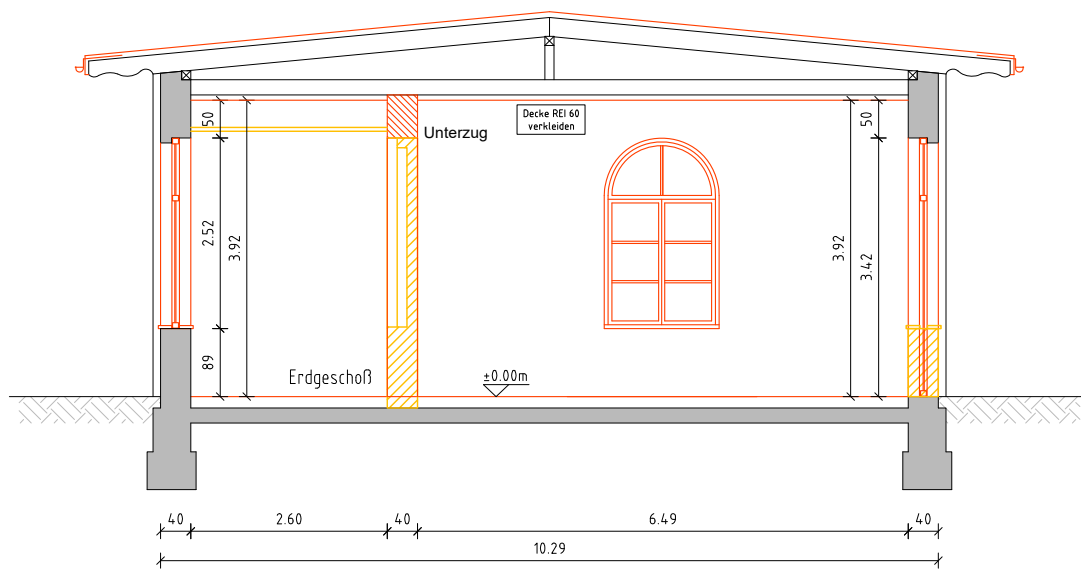 Decke REI 60
verkleiden
Unterzug
50
50
2.52
3.92
3.92
3.42
89
Erdgeschoß
±0.00m
40
2.60
40
6.49
40
10.29